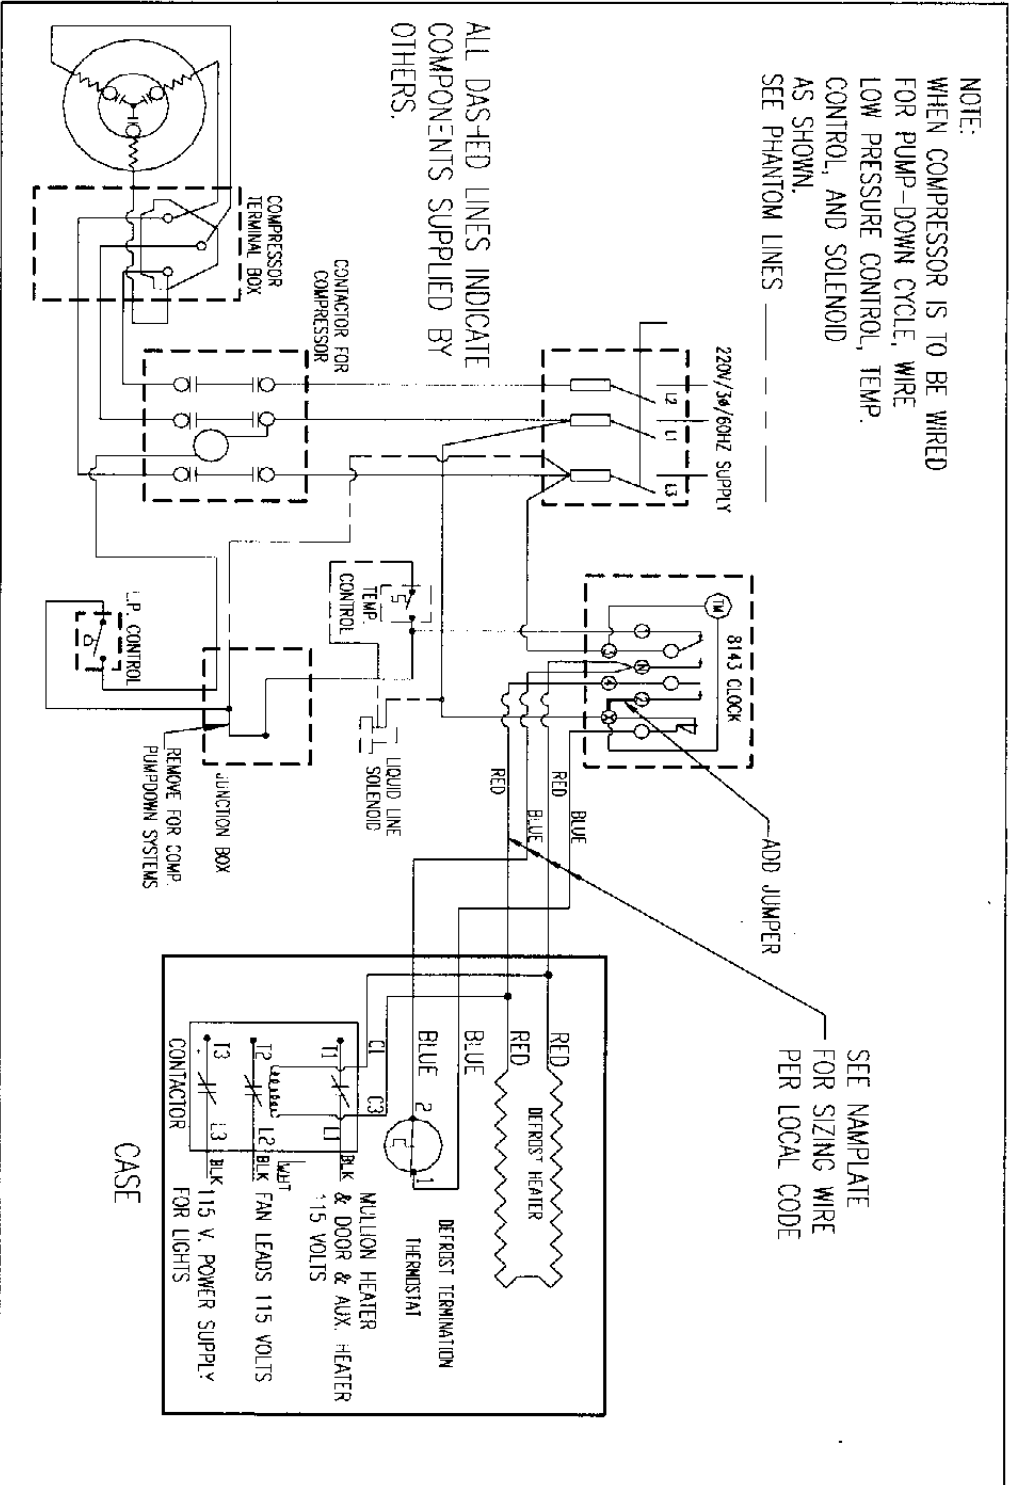 NOTE:
WHEN COMPRESSOR IS TO BE WIRED
FOR PUMP-DOWN CYCLE, WIRE
LOW PRESSURE CONTROL, TEMP.
CONTROL, AND SOLENOID
AS SHOWN.
SEE PHANTOM LINES
ALL DASHED LINES INDICATE
COMPONENTS SUPPLIED BY
OTHERS.
COMPRESSOR
TERMINAL BOX
CONTACTOR FOR
COMPRESSOR
220V/3ø/60HZ SUPPLY
L2
L1
L3
8143 CLOCK
TM
1
3
N
4
2
X
ADD JUMPER
TEMP.
CONTROL
LIQUID LINE
SOLENOID
L.P. CONTROL
JUNCTION BOX
REMOVE FOR COMP.
PUMPDOWN SYSTEMS
RED
BLUE
RED
BLUE
SEE NAMPLATE
FOR SIZING WIRE
PER LOCAL CODE
RED
RED
BLUE
BLUE
DEFROST HEATER
2
1
C
DEFROST TERMINATION
THERMOSTAT
C1
C3
T1
L1
BLK
MULLION HEATER
& DOOR & AUX. HEATER
115 VOLTS
WHT
T2
L2
BLK
FAN LEADS 115 VOLTS
T3
L3
BLK
115 V. POWER SUPPLY
FOR LIGHTS
CONTACTOR
CASE